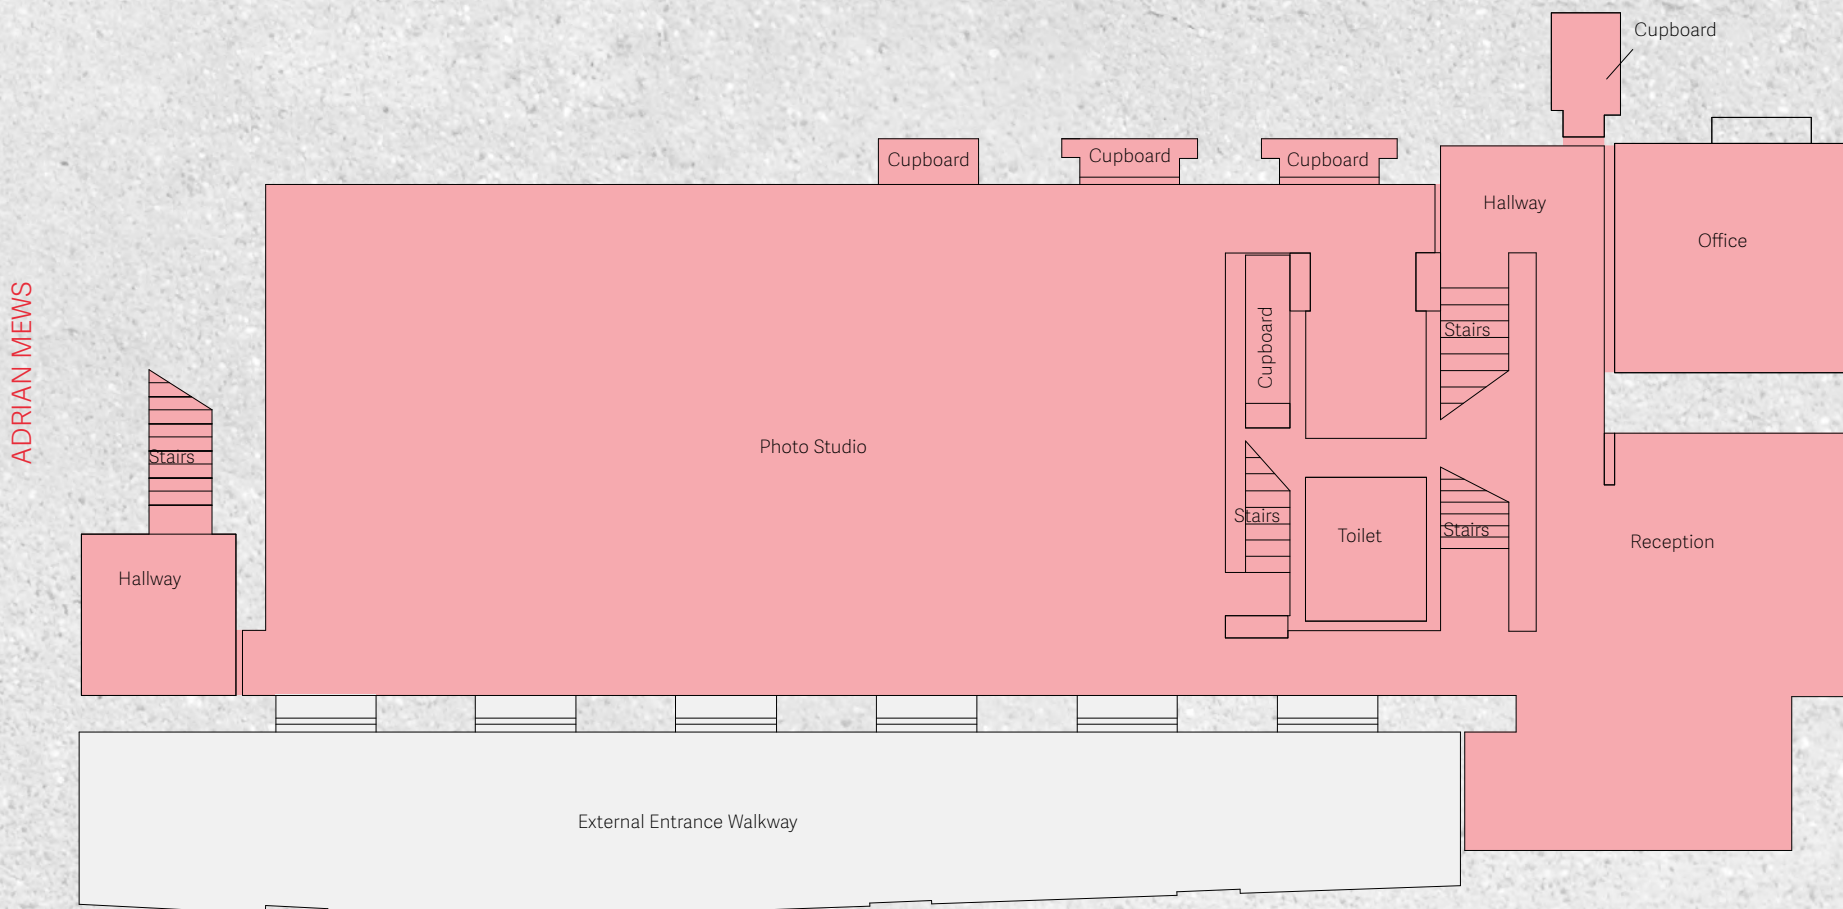 Cupboard
Cupboard
Cupboard
Cupboard
Hallway
Office
ADRIAN MEWS
Cupboard
Stairs
Photo Studio
Stairs
Stairs
Stairs
Toilet
Reception
Hallway
External Entrance Walkway